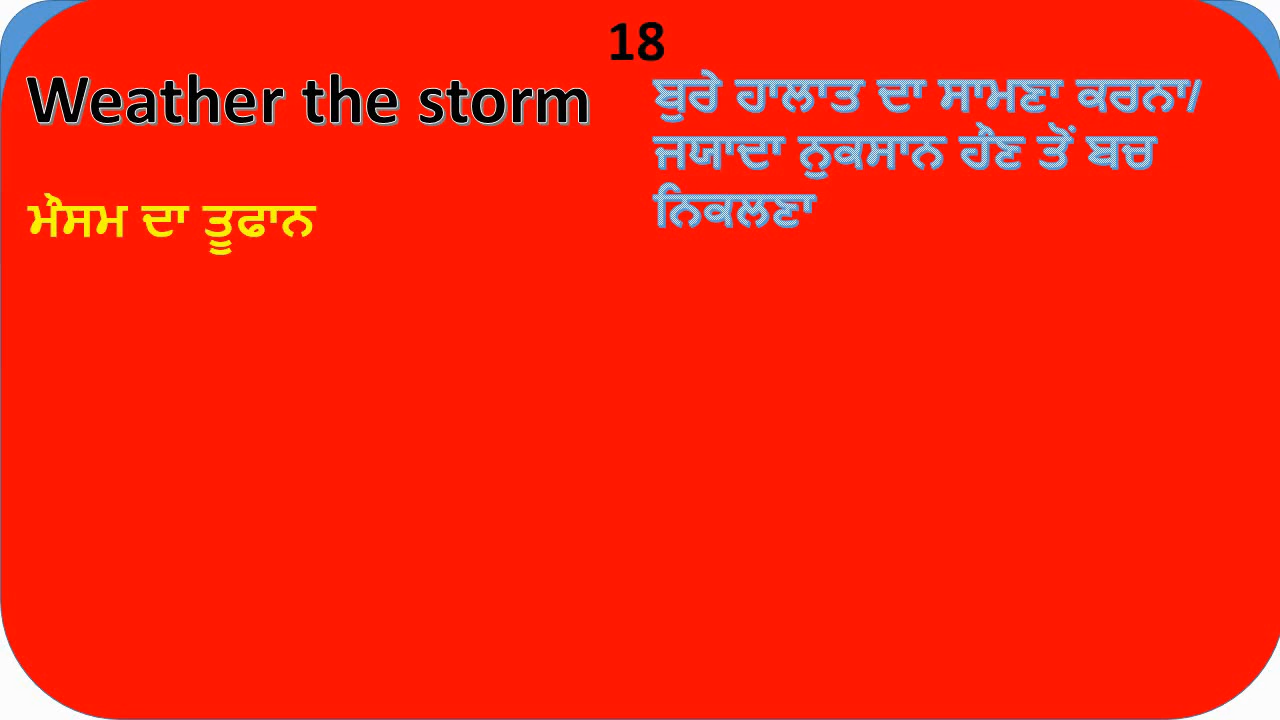 18
Weather the storm
ਮੌਸਮ ਦਾ ਤੂਫਾਨ
ਬੁਰੇ ਹਾਲਾਤ ਦਾ ਸਾਮਣਾ ਕਰਨਾ/
ਜਯਾਦਾ ਨੁਕਸਾਨ ਹੌਣ ਤੋਂ ਬਚ
ਨਿਕਲਣਾ